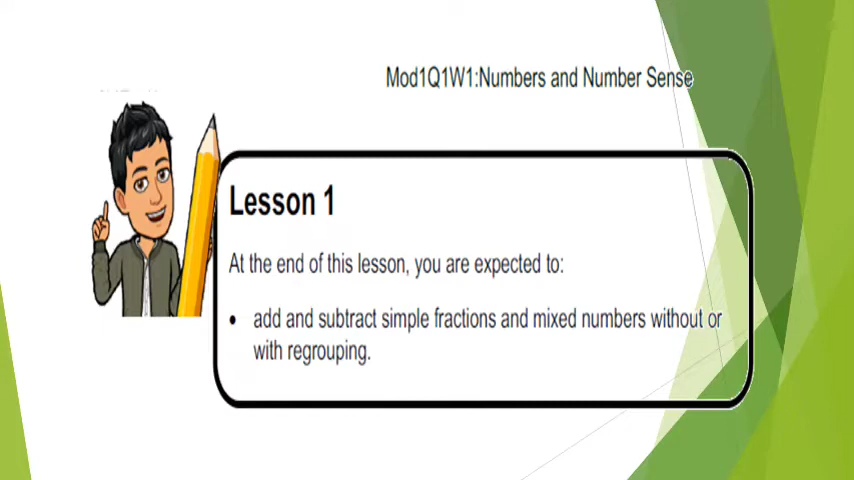 Mod1Q1W1:Numbers and Number Sense
Lesson 1
At the end of this lesson, you are expected to:
• add and subtract simple fractions and mixed numbers without or
with regrouping.